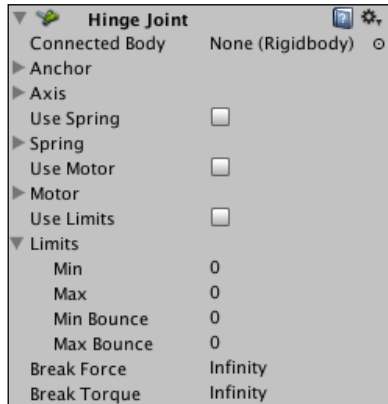 Hinge Joint
Connected Body None (Rigidbody)
Anchor
Axis
Use Spring
Spring
Use Motor
Motor
Use Limits
Limits
Min 0
Max 0
Min Bounce 0
Max Bounce 0
Break Force Infinity
Break Torque Infinity